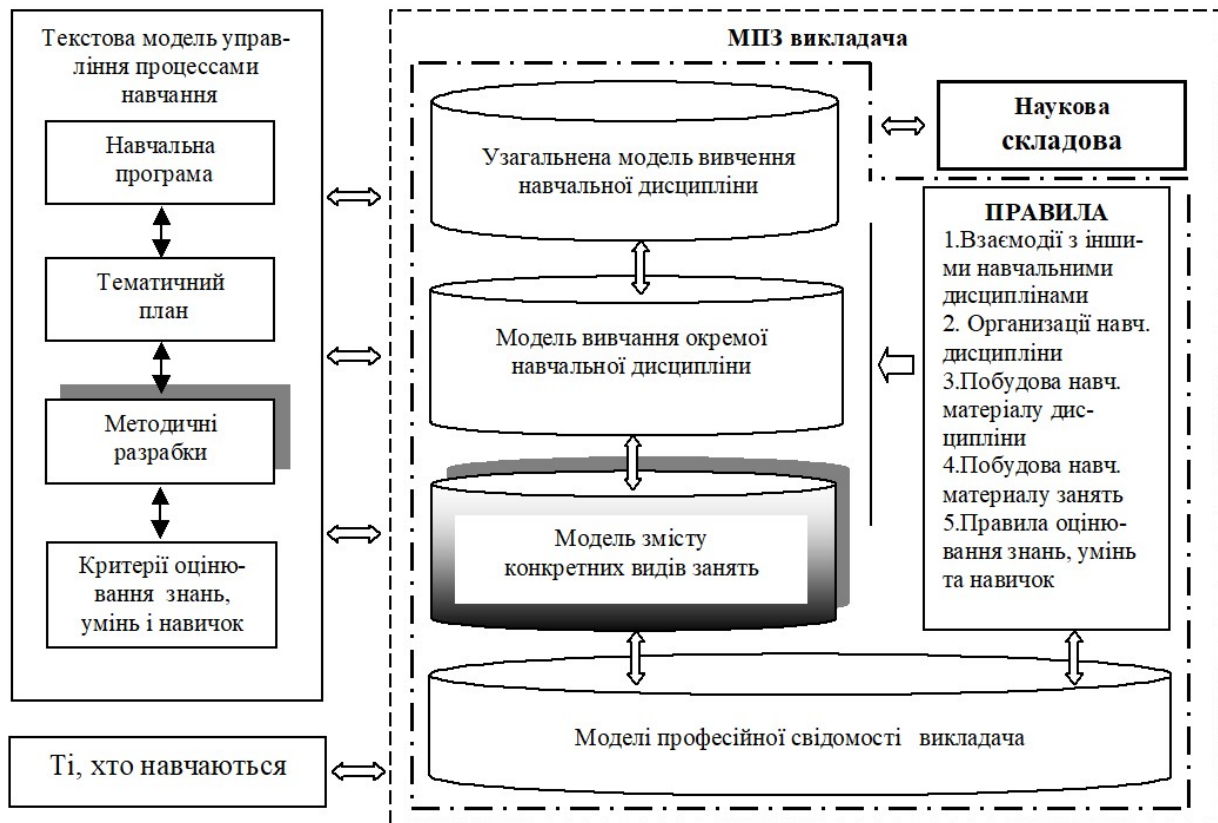 Текстова модель управ-
ління процессами
навчання
Навчальна
програма
Тематичний
план
Методичні
разрабки
Критерії оціню-
вання знань,
умінь і навичок
Ті, хто навчаються
МПЗ викладача
Узагальнена модель вивчення
навчальної дисципліни
Модель вивчання окремої
навчальної дисципліни
Модель змісту
конкретних видів занять
Моделі професійної свідомості викладача
Наукова
складова
ПРАВИЛА
1.Взаємодії з інши-
ми навчальними
дисциплінами
2. Організації навч.
дисципліни
3.Побудова навч.
матеріалу дис-
ципліни
4.Побудова навч.
материалу занять
5.Правила оціню-
вання знань, умінь
та навичок